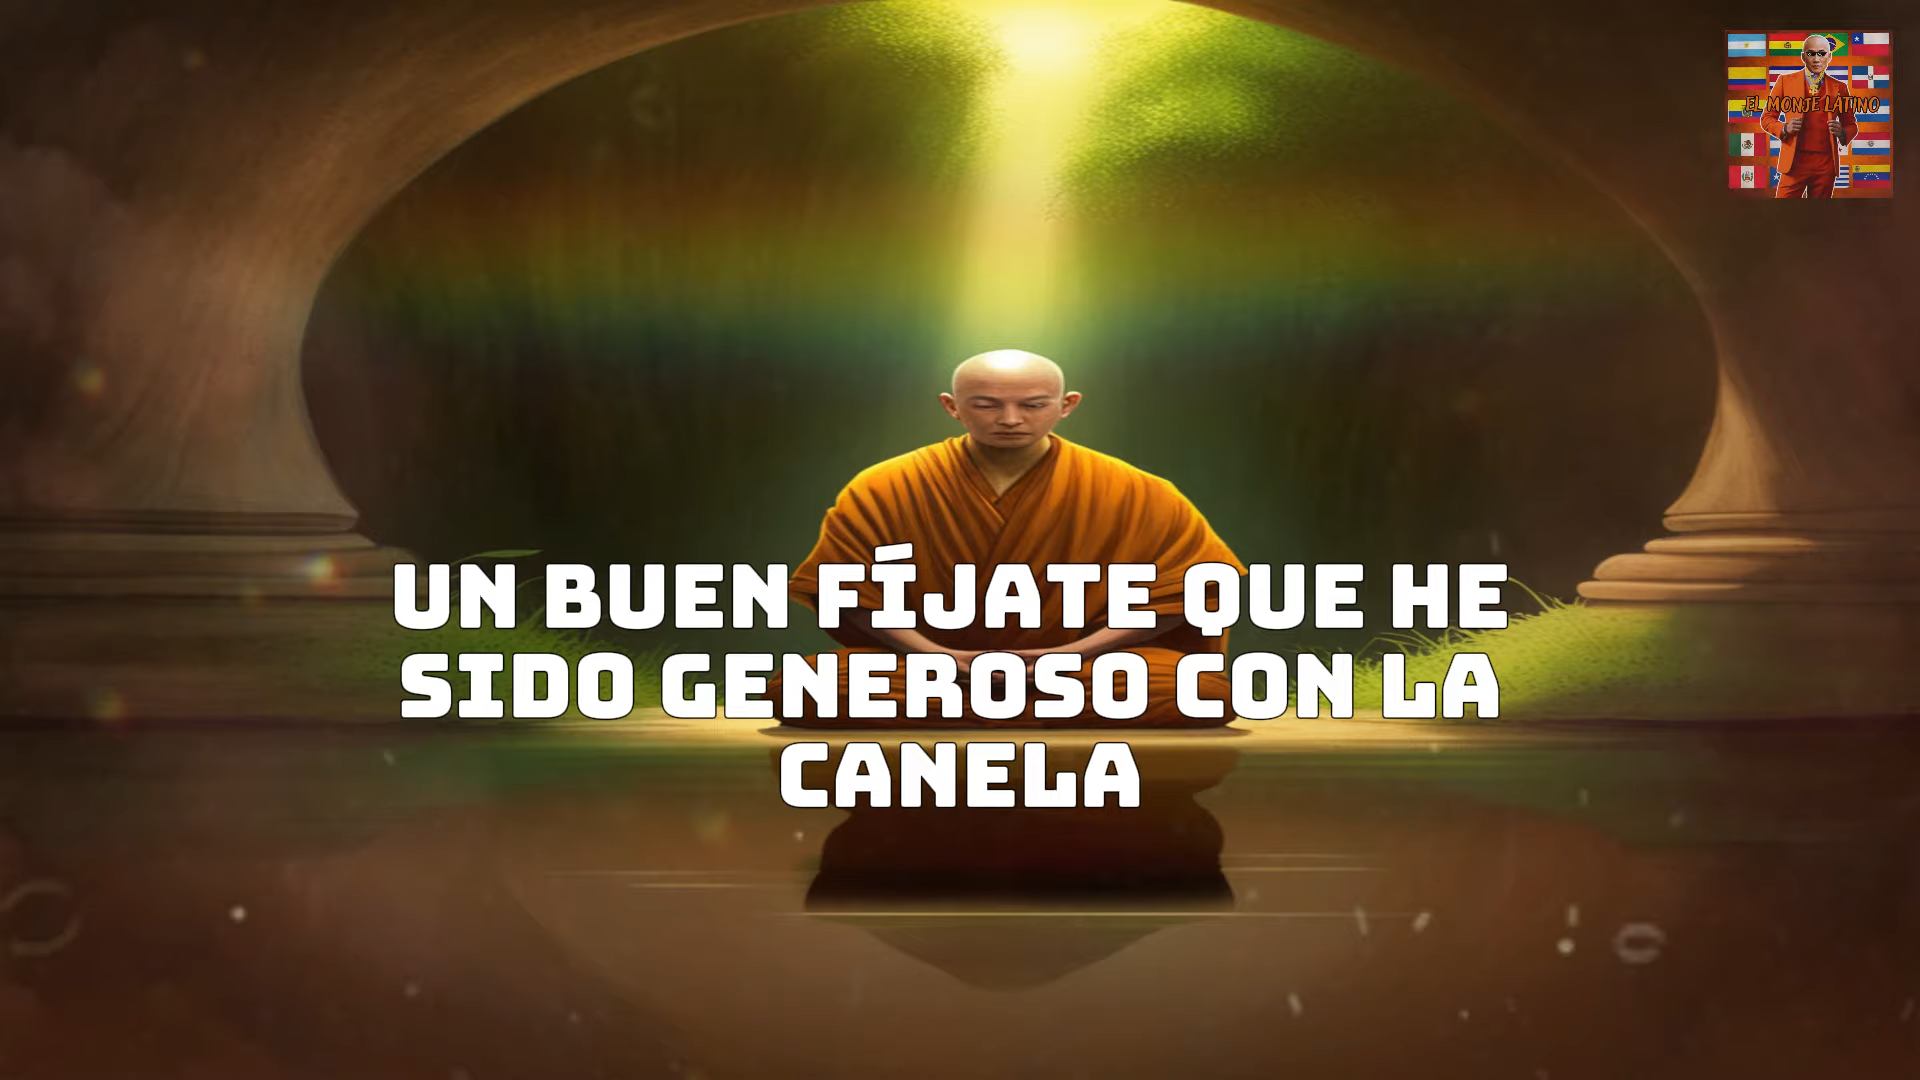 EL MONJE LATINO
UN BUEN FÍJATE QUE HE
SIDO GENEROSO CON LA
CANELA